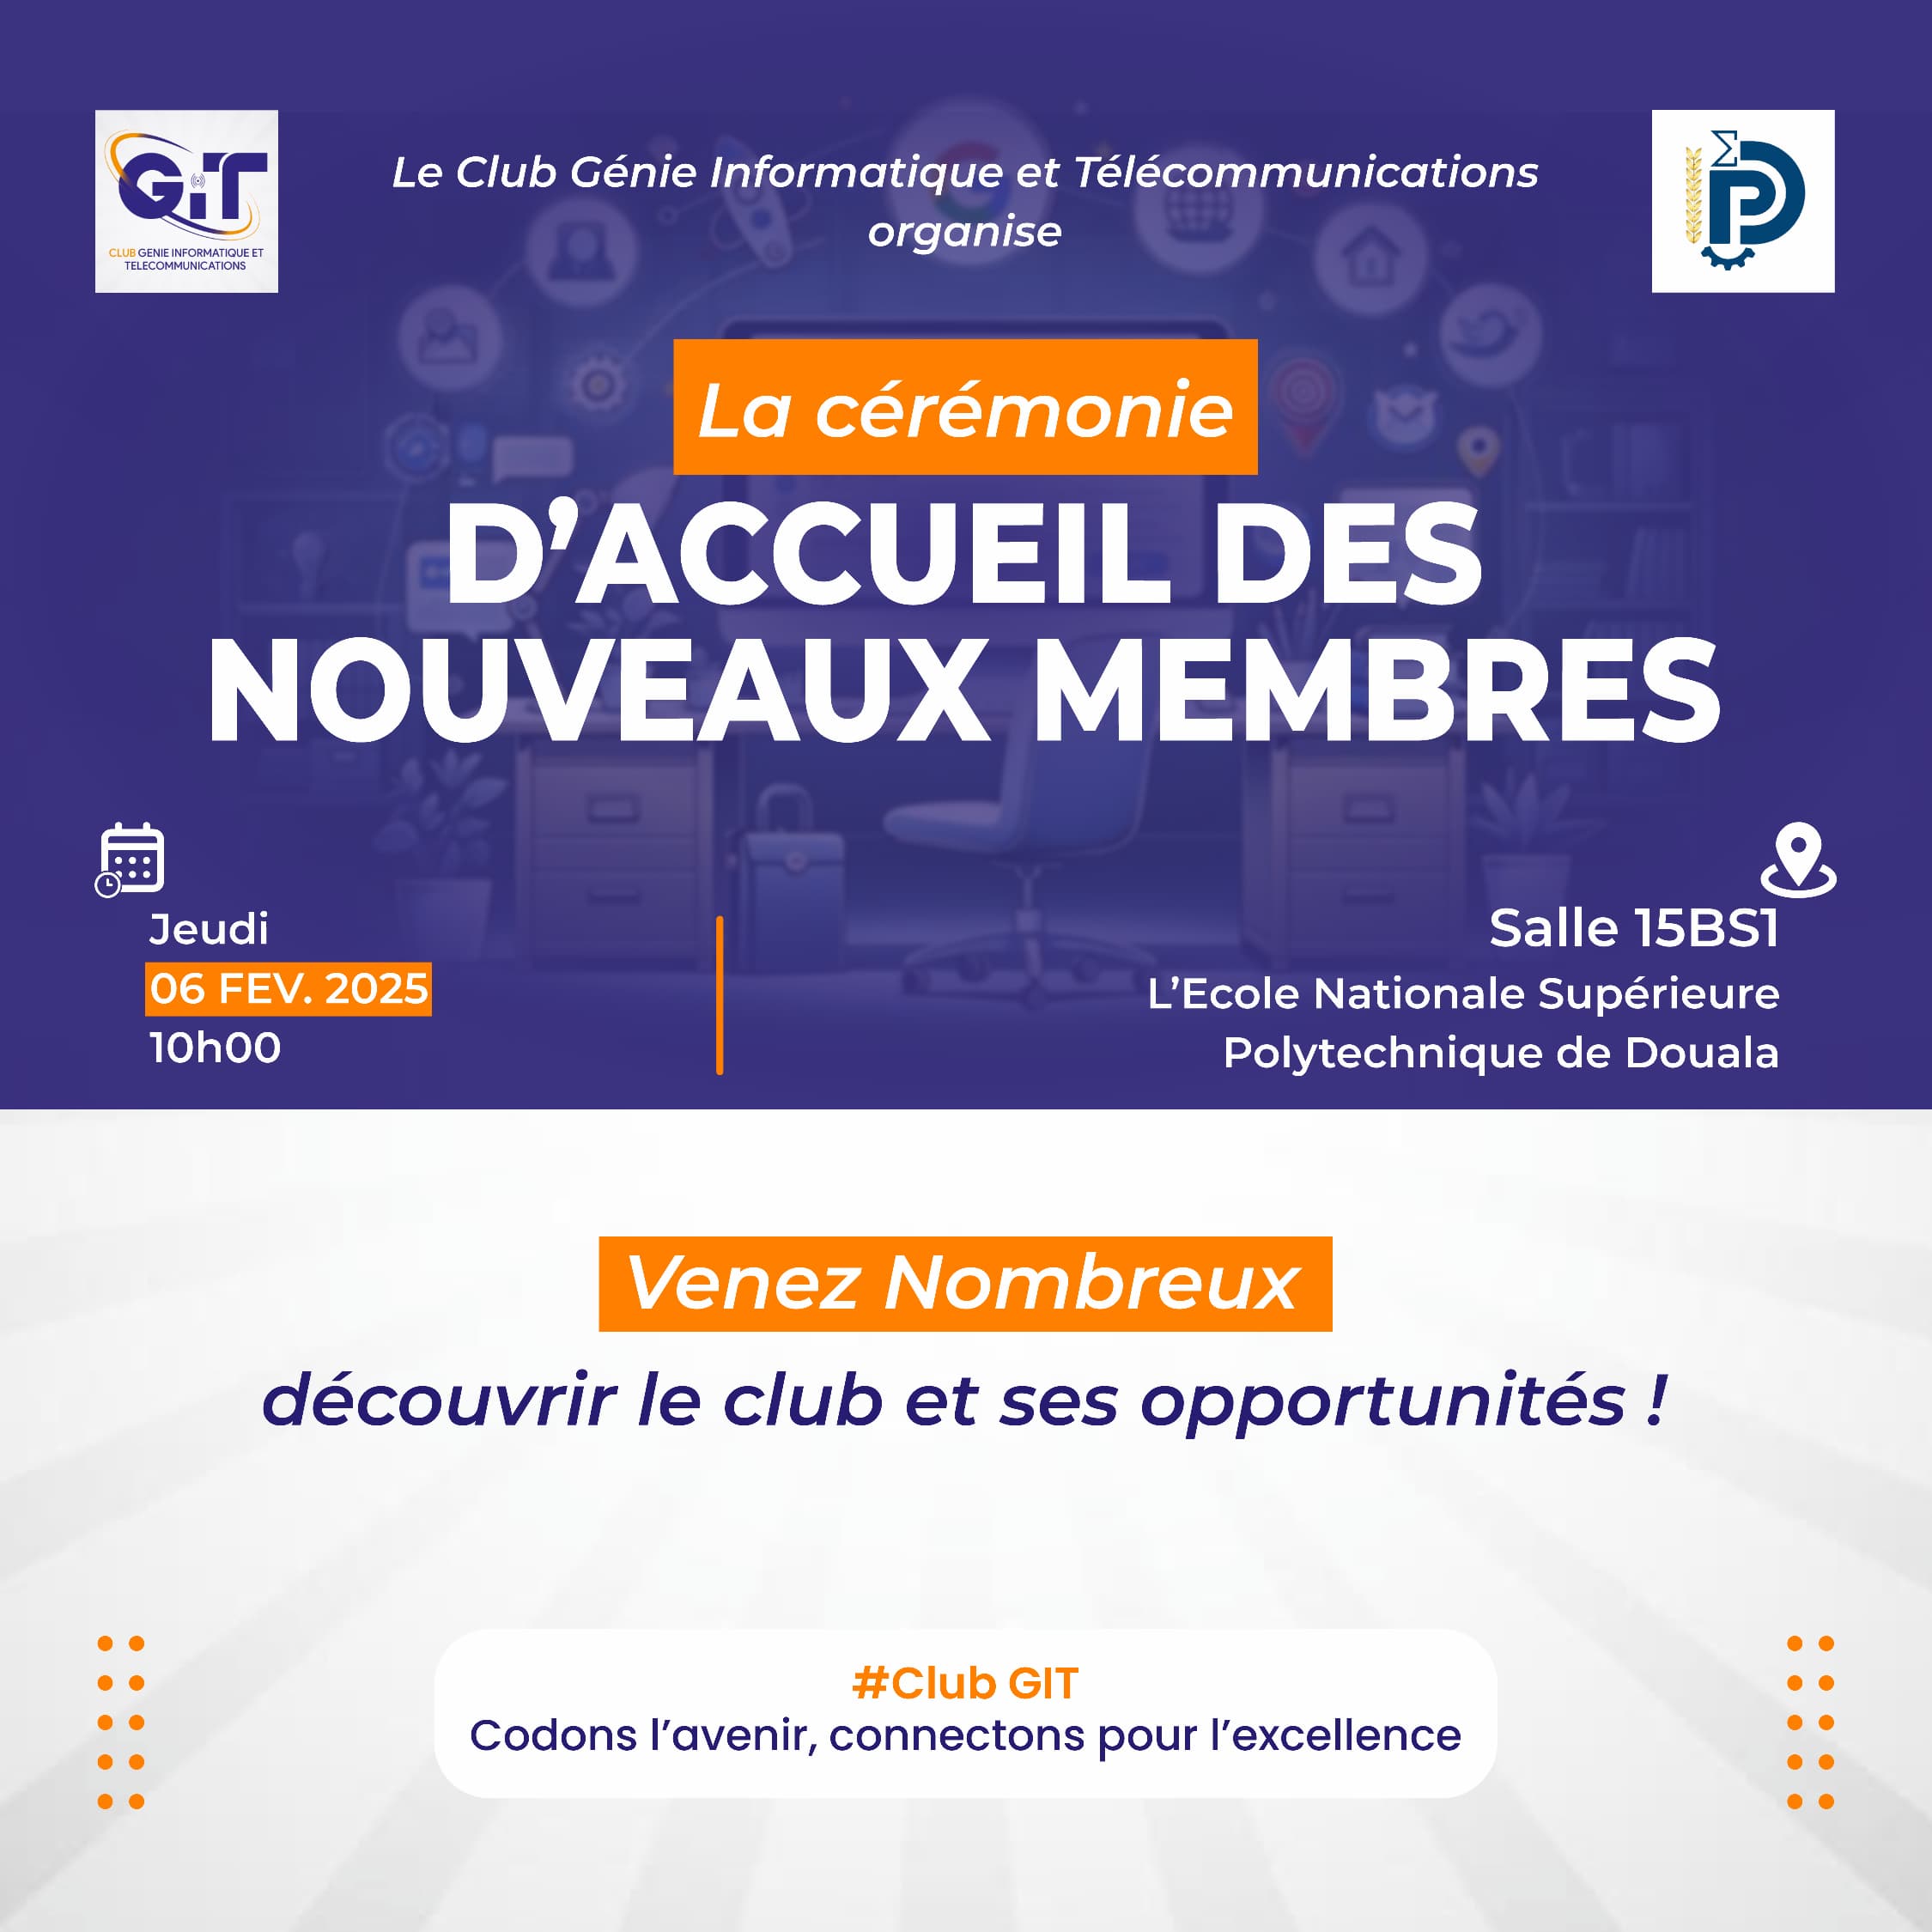 GiT
CLUB GENIE INFORMATIQUE ET
TELECOMMUNICATIONS
Le Club Génie Informatique et Télécommunications
organise
ΣPD
La cérémonie
D’ACCUEIL DES
NOUVEAUX MEMBRES
Jeudi
06 FEV. 2025
10h00
Salle 15BS1
L’Ecole Nationale Supérieure
Polytechnique de Douala
Venez Nombreux
découvrir le club et ses opportunités !
#Club GIT
Codons l’avenir, connectons pour l’excellence